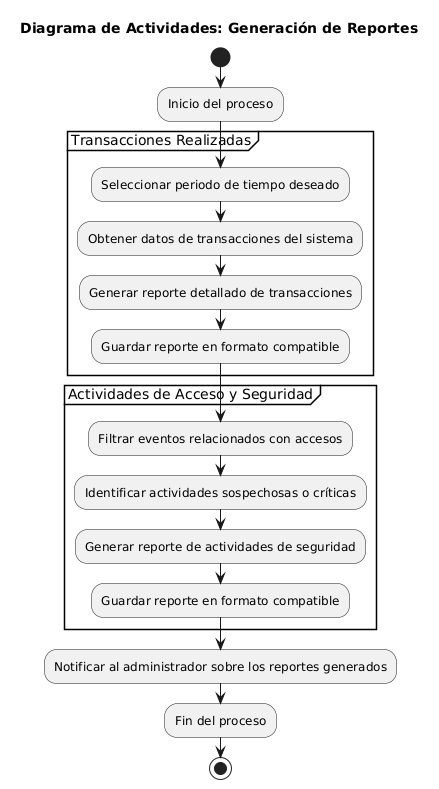 Diagrama de Actividades: Generación de Reportes
Inicio del proceso
Transacciones Realizadas
Seleccionar periodo de tiempo deseado
Obtener datos de transacciones del sistema
Generar reporte detallado de transacciones
Guardar reporte en formato compatible
Actividades de Acceso y Seguridad
Filtrar eventos relacionados con accesos
Identificar actividades sospechosas o críticas
Generar reporte de actividades de seguridad
Guardar reporte en formato compatible
Notificar al administrador sobre los reportes generados
Fin del proceso